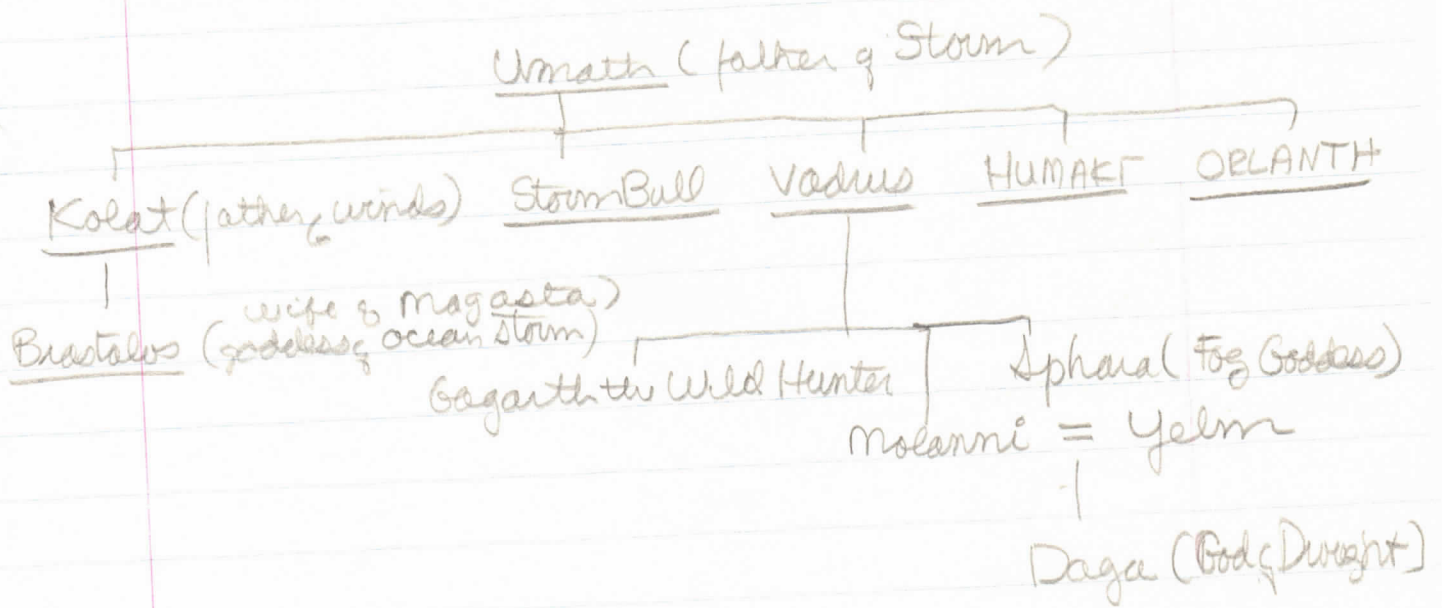 Umath (father of Storm)
Kolat (father of winds) StormBull Vadrus HUMAKT ORLANTH
wife of Magasta)
Brastalos (goddess of ocean storm)
Gagarth the Wild Hunter Aphara (Fog Goddess)
Molanni = Yelm
Daga (God of Drought)